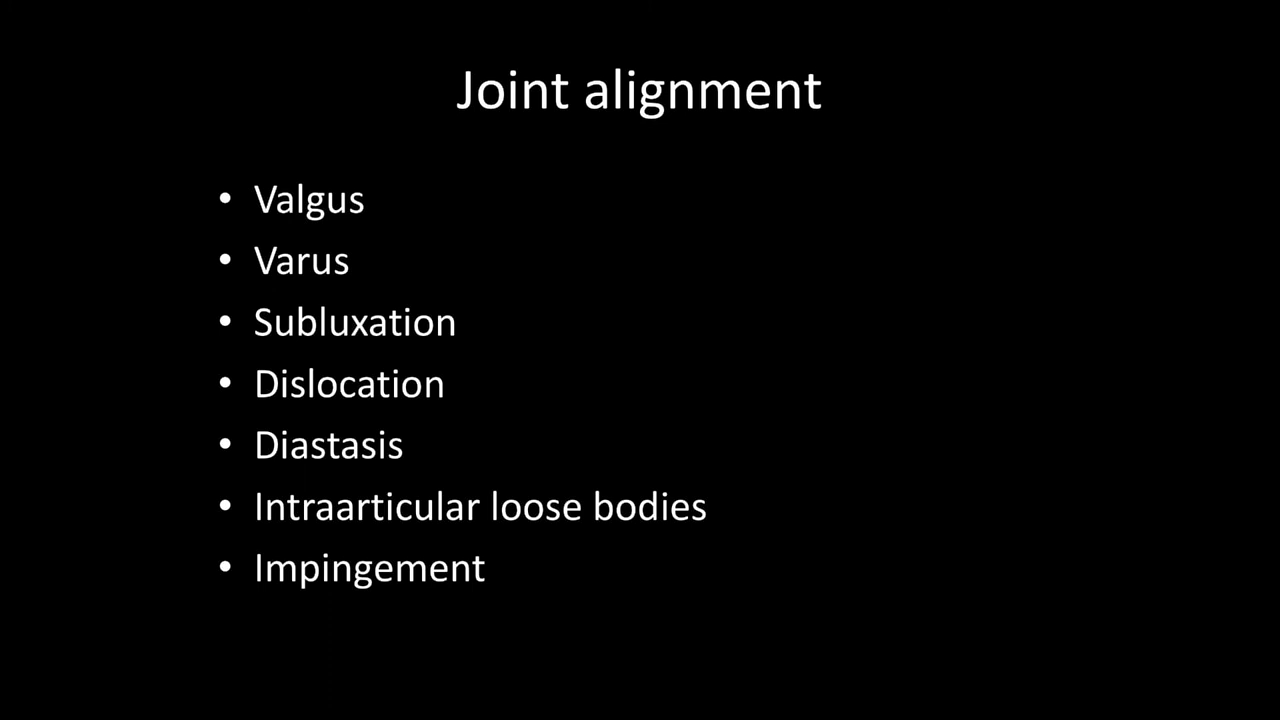 Joint alignment
• Valgus
• Varus
• Subluxation
• Dislocation
• Diastasis
• Intraarticular loose bodies
• Impingement